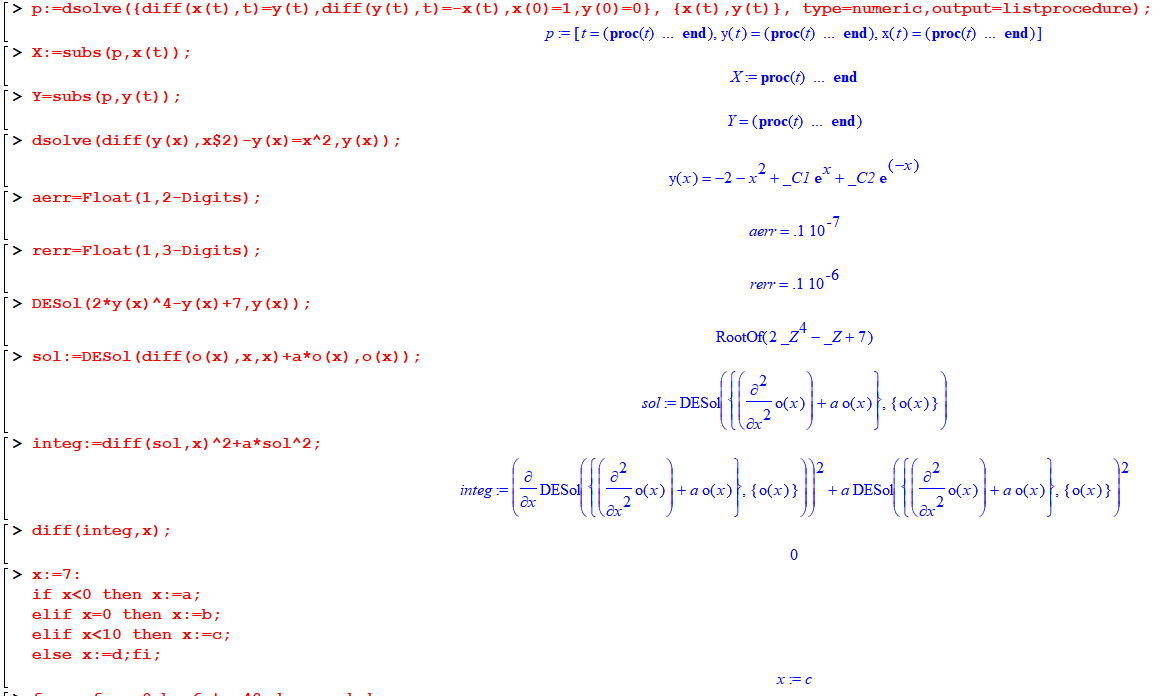 > p:=dsolve({diff(x(t),t)=y(t),diff(y(t),t)=-x(t),x(0)=1,y(0)=0}, {x(t),y(t)}, type=numeric,output=listprocedure);
p := [t = (proc(t) ... end), y(t) = (proc(t) ... end), x(t) = (proc(t) ... end)]
> X:=subs(p,x(t));
X := proc(t) ... end
> Y=subs(p,y(t));
Y = (proc(t) ... end)
> dsolve(diff(y(x),x$2)-y(x)=x^2,y(x));
y(x) = -2 - x^2 + _C1 e^x + _C2 e^(-x)
> aerr=Float(1,2-Digits);
aerr = .1 10^-7
> rerr=Float(1,3-Digits);
rerr = .1 10^-6
> DESol(2*y(x)^4-y(x)+7,y(x));
RootOf(2 _Z^4 - _Z + 7)
> sol:=DESol(diff(o(x),x,x)+a*o(x),o(x));
sol := DESol({(∂^2/∂x^2 o(x)) + a o(x)}, {o(x)})
> integ:=diff(sol,x)^2+a*sol^2;
integ := (∂/∂x DESol({(∂^2/∂x^2 o(x)) + a o(x)}, {o(x)}))^2 + a DESol({(∂^2/∂x^2 o(x)) + a o(x)}, {o(x)})^2
> diff(integ,x);
0
> x:=7:
if x<0 then x:=a;
elif x=0 then x:=b;
elif x<10 then x:=c;
else x:=d;fi;
x := c